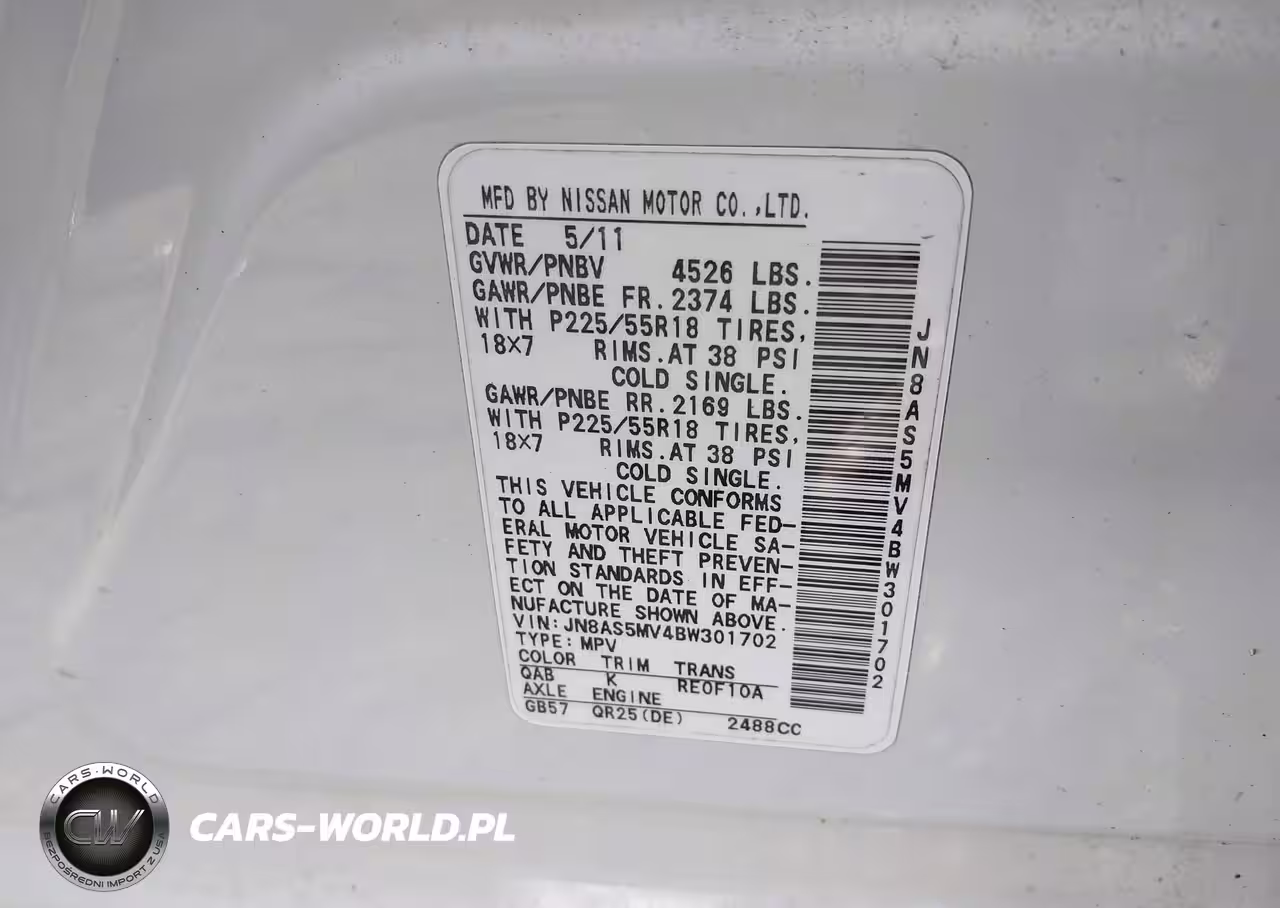 MFD BY NISSAN MOTOR CO.,LTD.
DATE 5/11
GVWR/PNBV 4526 LBS.
GAWR/PNBE FR.2374 LBS.
WITH P225/55R18 TIRES,
18X7 RIMS.AT 38 PSI
COLD SINGLE.
GAWR/PNBE RR.2169 LBS.
WITH P225/55R18 TIRES,
18X7 RIMS.AT 38 PSI
COLD SINGLE.
THIS VEHICLE CONFORMS
TO ALL APPLICABLE FED-
ERAL MOTOR VEHICLE SA-
FETY AND THEFT PREVEN-
TION STANDARDS IN EFF-
ECT ON THE DATE OF MA-
NUFACTURE SHOWN ABOVE.
VIN:JN8AS5MV4BW301702
TYPE:MPV
COLOR TRIM TRANS
QAB K RE0F10A
AXLE ENGINE
GB57 QR25(DE) 2488CC
JN8AS5MV4BW301702
CARS-WORLD
CW
BEZPOŚREDNI IMPORT Z USA
CARS-WORLD.PL